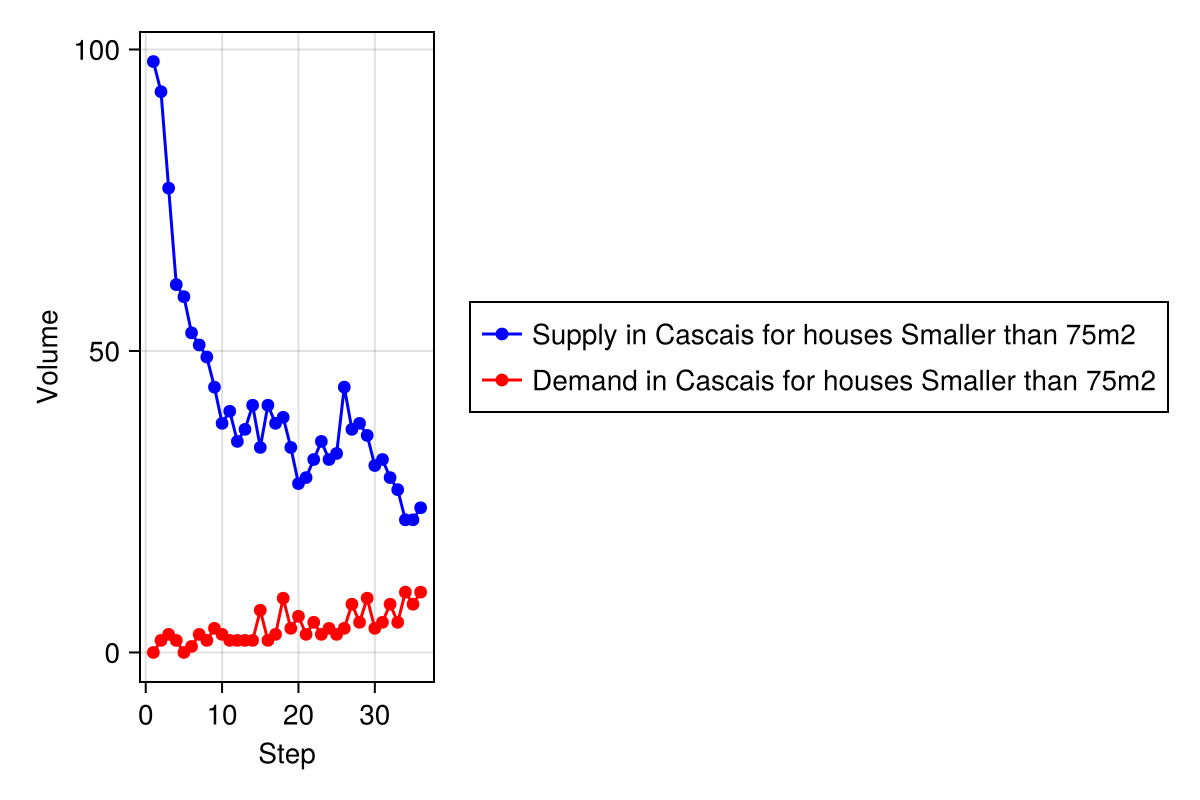 100
50
0
Volume
0 10 20 30
Step
Supply in Cascais for houses Smaller than 75m2
Demand in Cascais for houses Smaller than 75m2